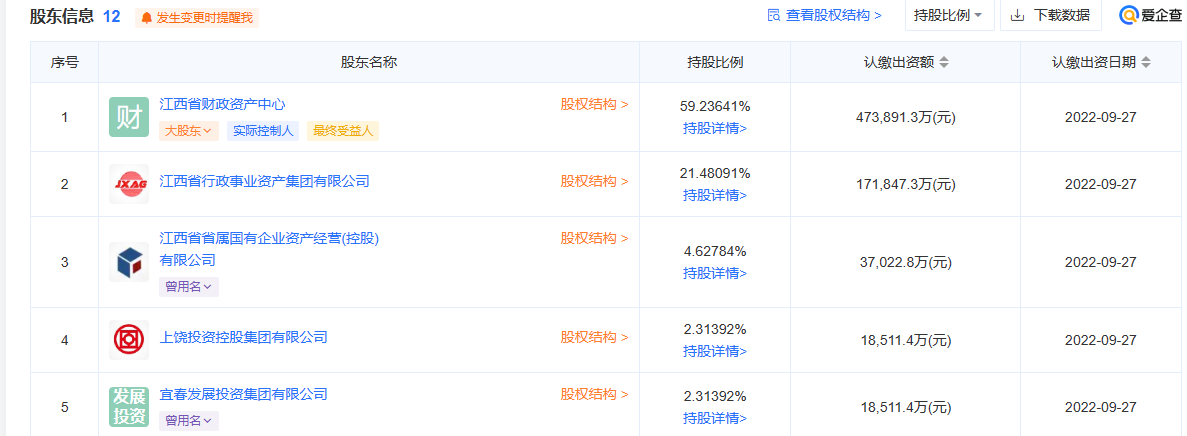 股东信息 12 发生变更时提醒我 查看股权结构 > 持股比例 下载数据 爱企查
序号 股东名称 持股比例 认缴出资额 认缴出资日期
1 财 江西省财政资产中心 股权结构 > 59.23641% 473,891.3万(元) 2022-09-27
大股东 实际控制人 最终受益人 持股详情>
2 JXAG 江西省行政事业资产集团有限公司 股权结构 > 21.48091% 171,847.3万(元) 2022-09-27
持股详情>
3 江西省省属国有企业资产经营(控股) 股权结构 > 4.62784% 37,022.8万(元) 2022-09-27
有限公司 持股详情>
曾用名
4 上饶投资控股集团有限公司 股权结构 > 2.31392% 18,511.4万(元) 2022-09-27
持股详情>
5 发展 宜春发展投资集团有限公司 股权结构 > 2.31392% 18,511.4万(元) 2022-09-27
投资 曾用名 持股详情>